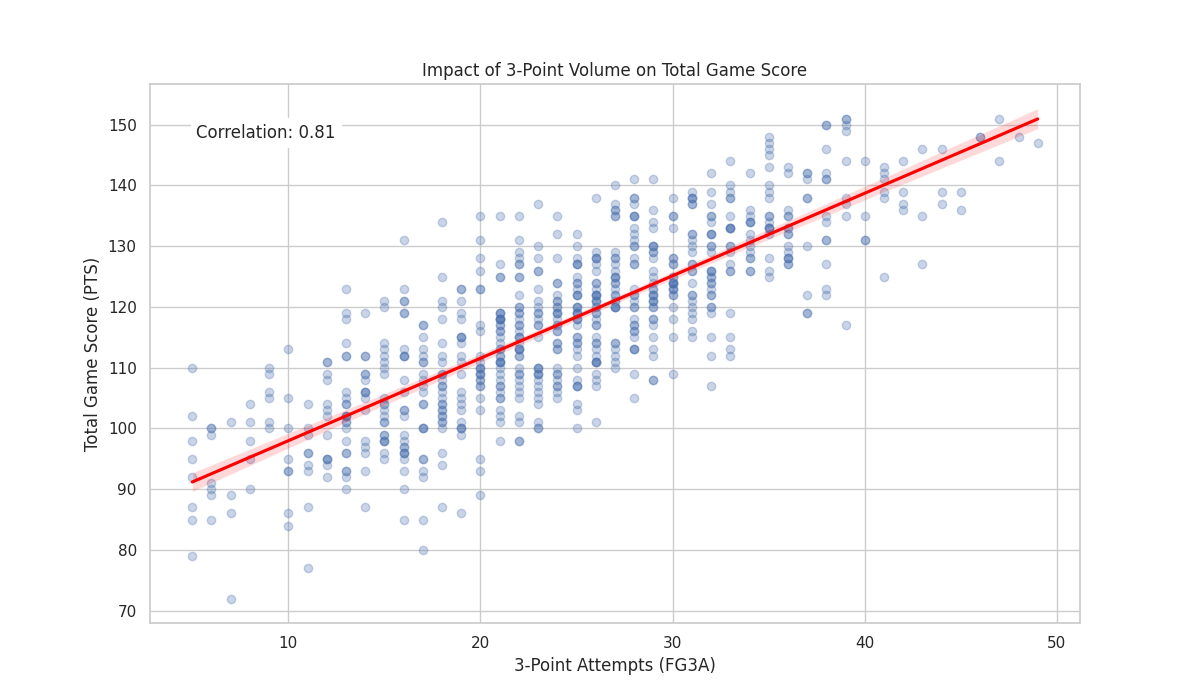 Impact of 3-Point Volume on Total Game Score
Correlation: 0.81
Total Game Score (PTS)
150
140
130
120
110
100
90
80
70
10 20 30 40 50
3-Point Attempts (FG3A)